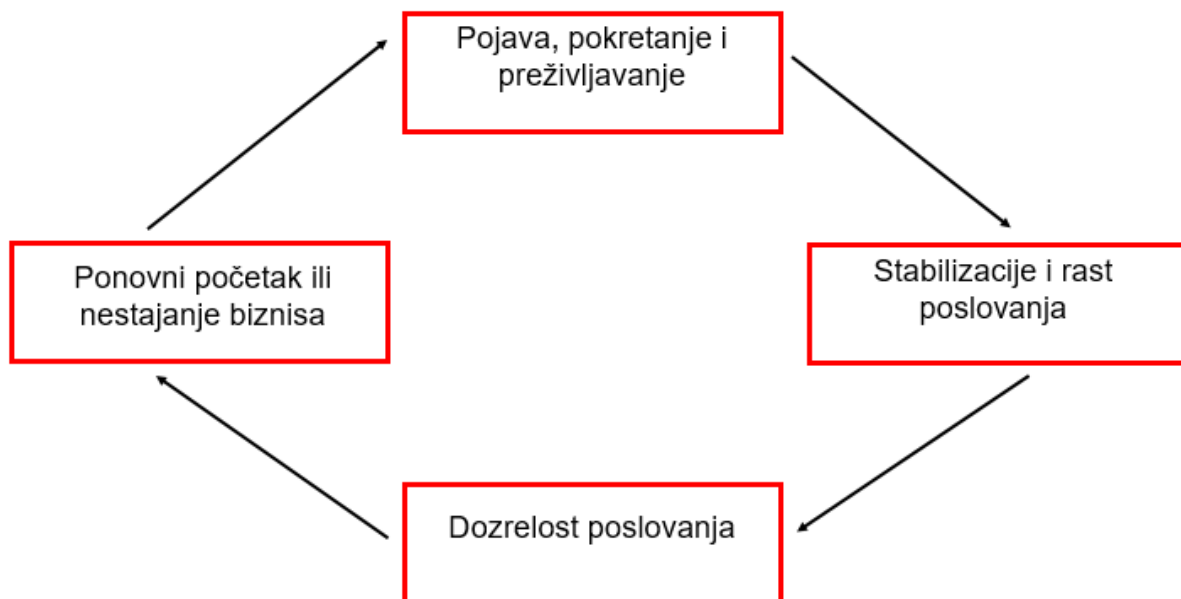 Pojava, pokretanje i
preživljavanje
Ponovni početak ili
nestajanje biznisa
Stabilizacije i rast
poslovanja
Dozrelost poslovanja